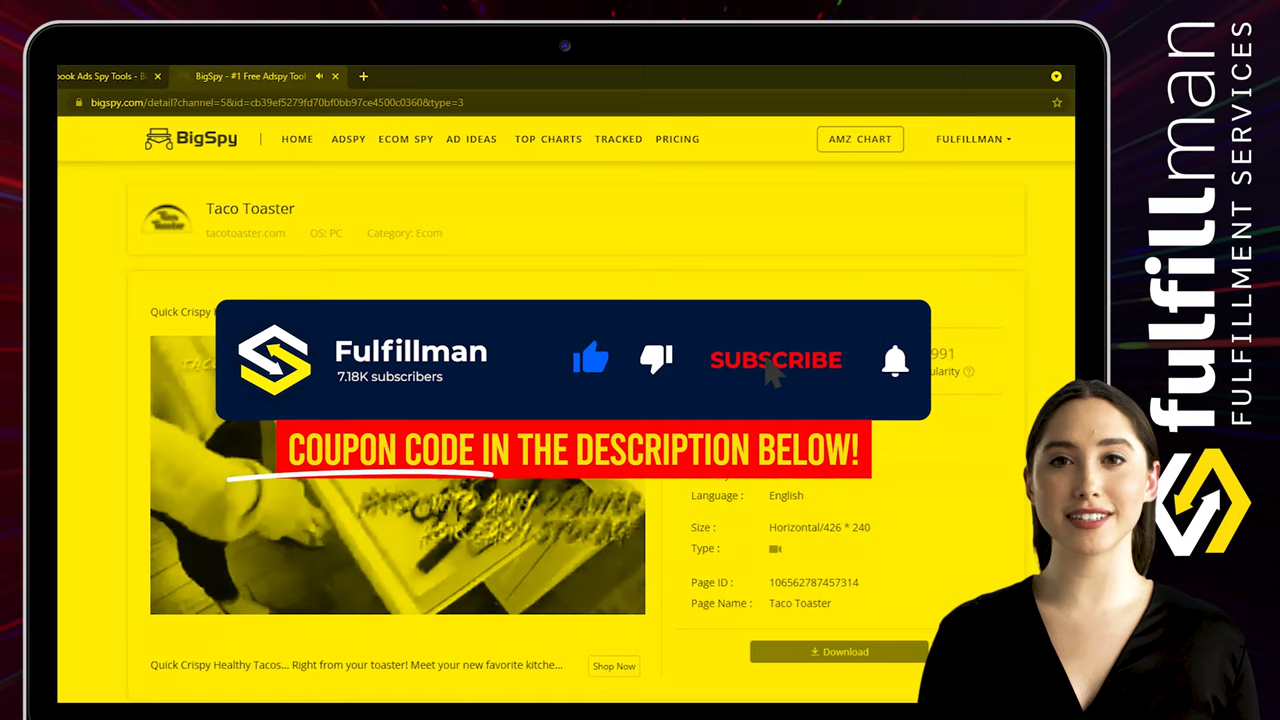 BigSpy - #1 Free Adspy Tool
bigspy.com/detail?channel=5&id=cb39ef5279fd70bf0bb97ce4500c0360&type=3
BigSpy
HOME ADSPY ECOM SPY AD IDEAS TOP CHARTS TRACKED PRICING
AMZ CHART
FULFILLMAN
Taco Toaster
tacotoaster.com OS: PC Category: Ecom
Quick Crispy
Fulfillman
7.18K subscribers
SUBSCRIBE
COUPON CODE IN THE DESCRIPTION BELOW!
Language : English
Size : Horizontal/426 * 240
Type :
Page ID : 106562787457314
Page Name : Taco Toaster
Download
Quick Crispy Healthy Tacos... Right from your toaster! Meet your new favorite kitche...
Shop Now
fulfillman
FULFILLMENT SERVICES